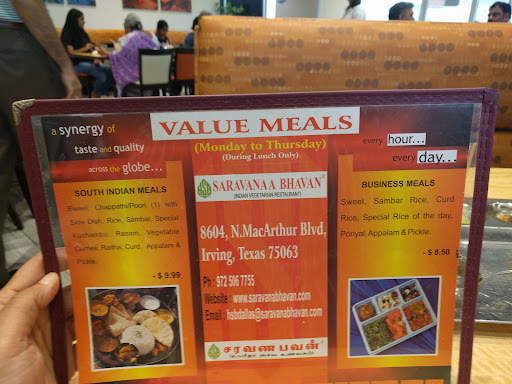 a synergy of
taste and quality
across the globe...
VALUE MEALS
(Monday to Thursday)
(During Lunch Only)
every hour...
every day...
SOUTH INDIAN MEALS
Sweet, Chappathi/Poori (1) with
Side Dish, Rice, Sambar, Special
Kuzhambu, Rasam, Vegetable
Curries, Raitha, Curd, Appalam &
Pickle.
- $ 9.99
SARAVANAA BHAVAN
(INDIAN VEGETARIAN RESTAURANT)
8604, N.MacArthur Blvd,
Irving, Texas 75063
Ph : 972 506 7755
Website : www.saravanabhavan.com
Email : hsbdallas@saravanabhavan.com
சரவண பவன்
BUSINESS MEALS
Sweet, Sambar Rice, Curd
Rice, Special Rice of the day,
Poriyal, Appalam & Pickle.
- $ 8.50